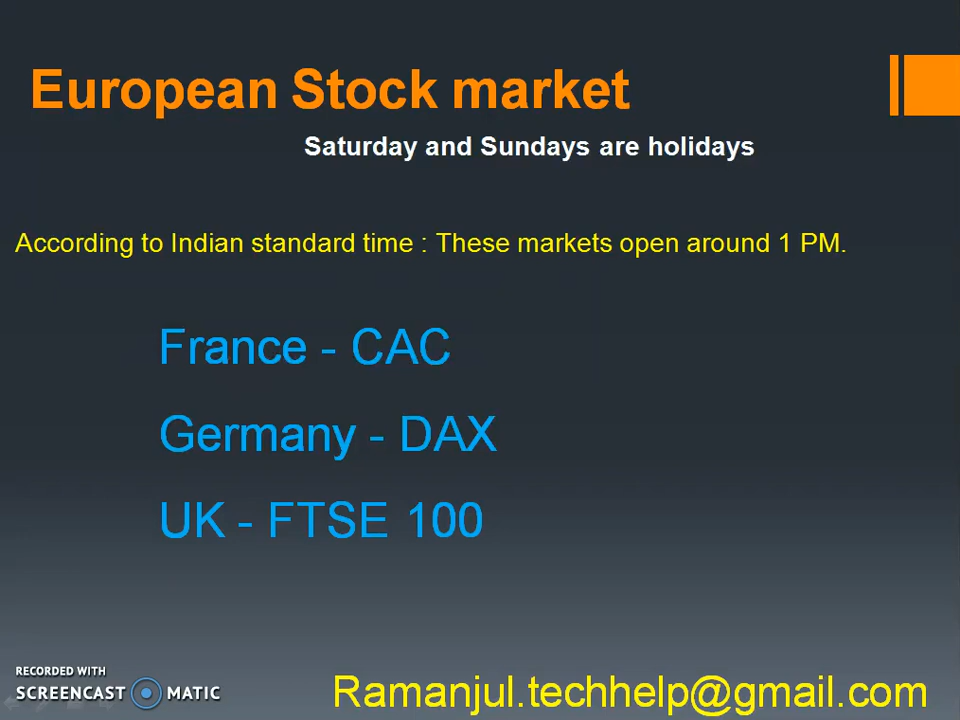 European Stock market
Saturday and Sundays are holidays
According to Indian standard time : These markets open around 1 PM.
France - CAC
Germany - DAX
UK - FTSE 100
RECORDED WITH
SCREENCAST MATIC
Ramanjul.techhelp@gmail.com